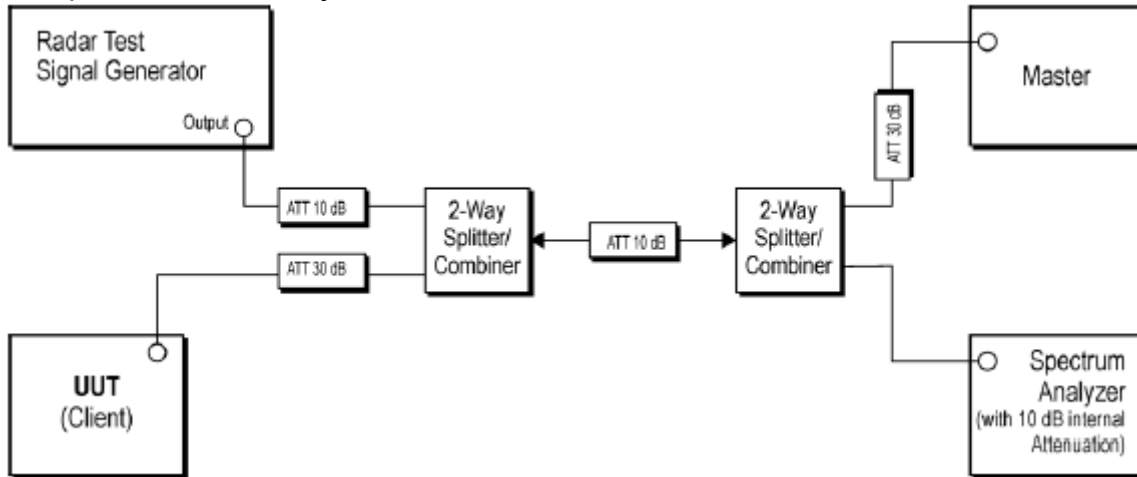 Radar Test
Signal Generator
Output
Master
ATT 30 dB
ATT 10 dB
2-Way
Splitter/
Combiner
ATT 10 dB
2-Way
Splitter/
Combiner
ATT 30 dB
UUT
(Client)
Spectrum
Analyzer
(with 10 dB internal
Attenuation)